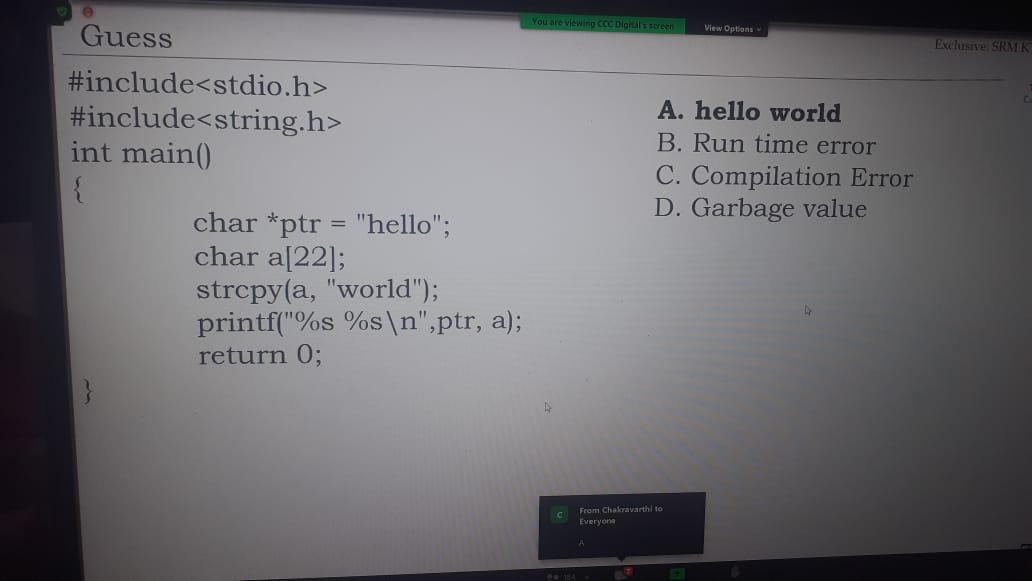 You are viewing CCC Digital's screen
View Options
Guess
Exclusive: SRM K
#include<stdio.h>
#include<string.h>
int main()
{
char *ptr = "hello";
char a[22];
strcpy(a, "world");
printf("%s %s\n",ptr, a);
return 0;
}
A. hello world
B. Run time error
C. Compilation Error
D. Garbage value
C
From Chakravarthi to
Everyone
A
184